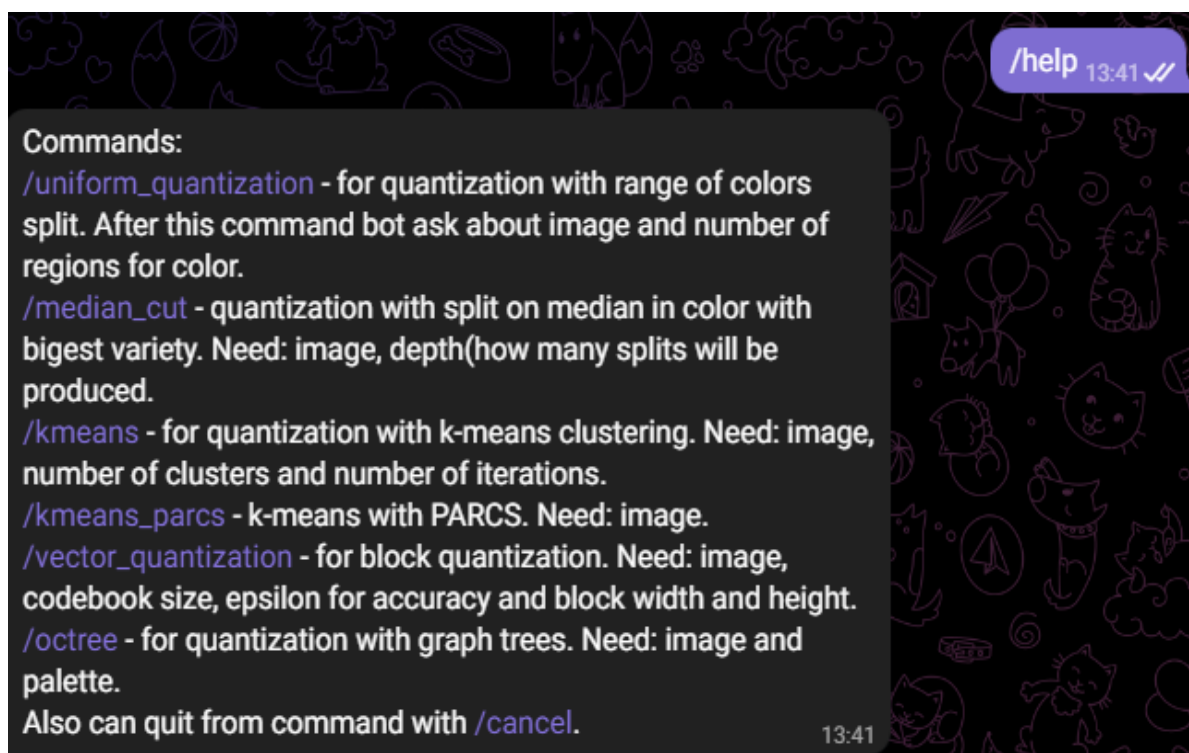 /help 13:41
Commands:
/uniform_quantization - for quantization with range of colors
split. After this command bot ask about image and number of
regions for color.
/median_cut - quantization with split on median in color with
bigest variety. Need: image, depth(how many splits will be
produced.
/kmeans - for quantization with k-means clustering. Need: image,
number of clusters and number of iterations.
/kmeans_parcs - k-means with PARCS. Need: image.
/vector_quantization - for block quantization. Need: image,
codebook size, epsilon for accuracy and block width and height.
/octree - for quantization with graph trees. Need: image and
palette.
Also can quit from command with /cancel.
13:41